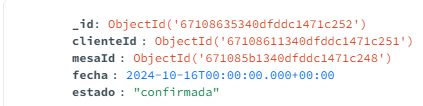 _id: ObjectId('67108635340dfddc1471c252')
clienteId : ObjectId('67108611340dfddc1471c251')
mesaId : ObjectId('671085b1340dfddc1471c248')
fecha : 2024-10-16T00:00:00.000+00:00
estado : "confirmada"